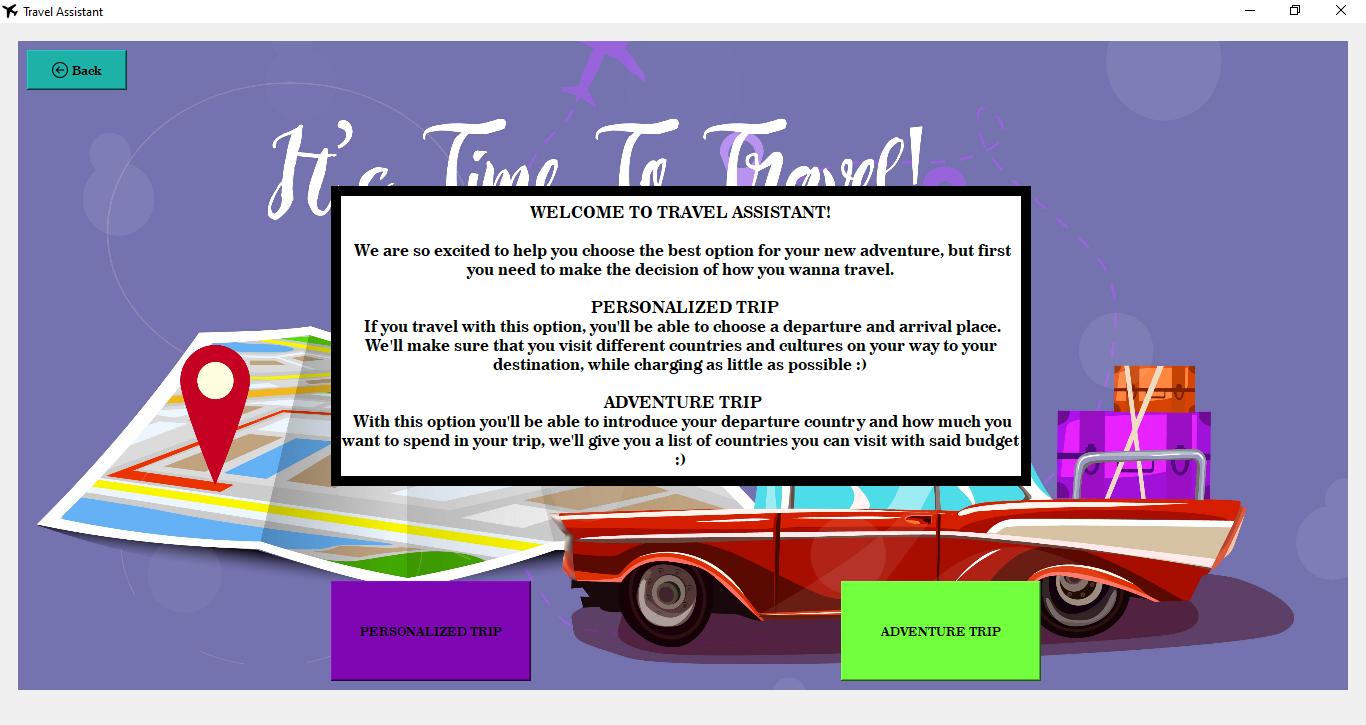 Travel Assistant
Back
It's Time To Travel!
WELCOME TO TRAVEL ASSISTANT!
We are so excited to help you choose the best option for your new adventure, but first
you need to make the decision of how you wanna travel.
PERSONALIZED TRIP
If you travel with this option, you'll be able to choose a departure and arrival place.
We'll make sure that you visit different countries and cultures on your way to your
destination, while charging as little as possible :)
ADVENTURE TRIP
With this option you'll be able to introduce your departure country and how much you
want to spend in your trip, we'll give you a list of countries you can visit with said budget
:)
PERSONALIZED TRIP
ADVENTURE TRIP